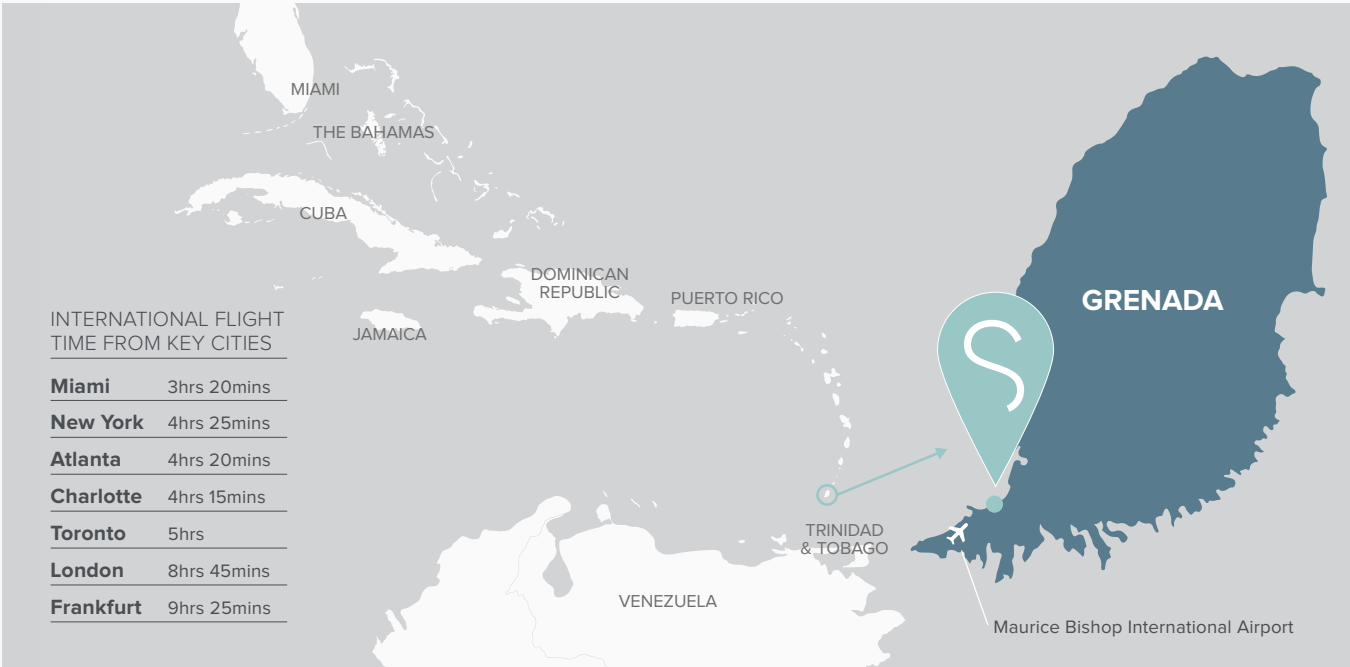 MIAMI
THE BAHAMAS
CUBA
DOMINICAN
REPUBLIC
PUERTO RICO
JAMAICA
GRENADA
S
INTERNATIONAL FLIGHT
TIME FROM KEY CITIES
Miami 3hrs 20mins
New York 4hrs 25mins
Atlanta 4hrs 20mins
Charlotte 4hrs 15mins
Toronto 5hrs
London 8hrs 45mins
Frankfurt 9hrs 25mins
TRINIDAD
& TOBAGO
VENEZUELA
Maurice Bishop International Airport